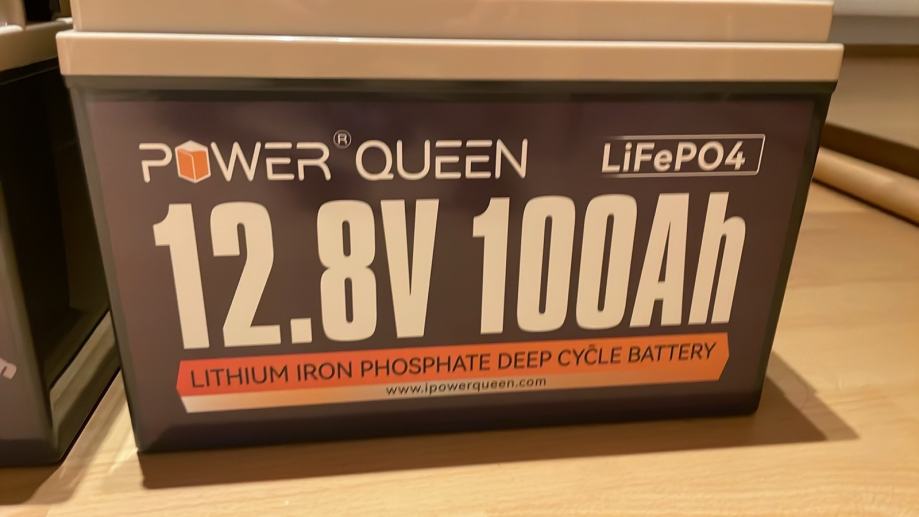 POWER® QUEEN
LiFePO4
12.8V 100Ah
LITHIUM IRON PHOSPHATE DEEP CYCLE BATTERY
www.ipowerqueen.com